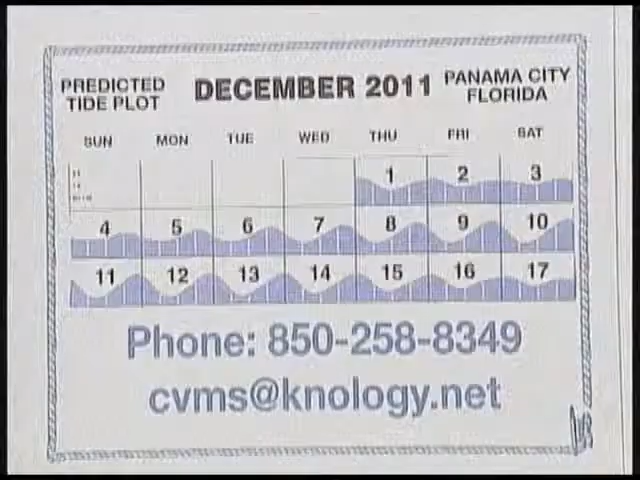 PREDICTED TIDE PLOT
DECEMBER 2011
PANAMA CITY FLORIDA
SUN MON TUE WED THU FRI SAT
1 2 3
4 5 6 7 8 9 10
11 12 13 14 15 16 17
Phone: 850-258-8349
cvms@knology.net